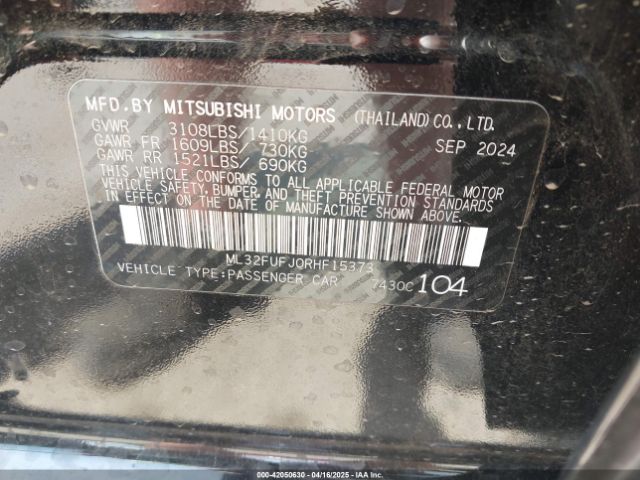 MFD.BY MITSUBISHI MOTORS (THAILAND) CO.,LTD.
GVWR 3108LBS/1410KG SEP 2024
GAWR FR 1609LBS/ 730KG
GAWR RR 1521LBS/ 690KG
THIS VEHICLE CONFORMS TO ALL APPLICABLE FEDERAL MOTOR
VEHICLE SAFETY, BUMPER, AND THEFT PREVENTION STANDARDS
IN EFFECT ON THE DATE OF MANUFACTURE SHOWN ABOVE.
ML32FUFJ0RHF15373
VEHICLE TYPE:PASSENGER CAR 7430C 104
000-42050630 - 04/16/2025 - IAAI.COM